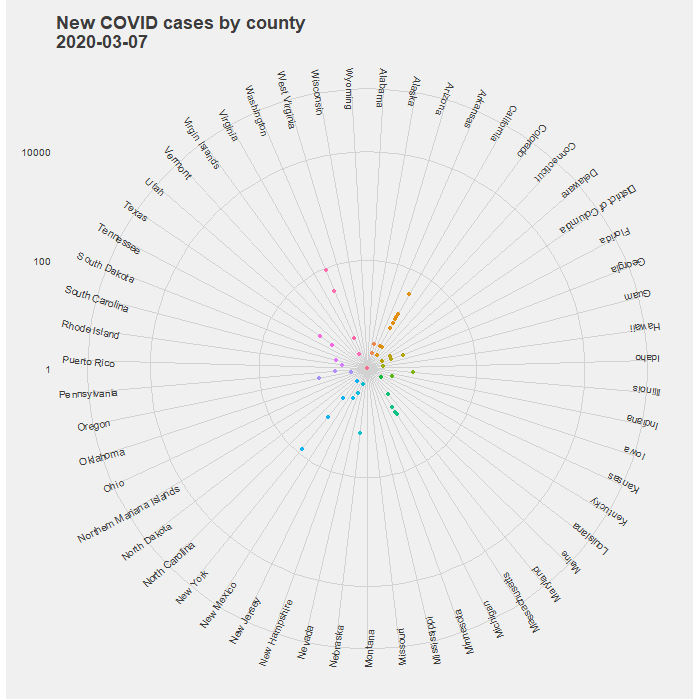 New COVID cases by county
2020-03-07
10000
100
1
Alabama
Alaska
Arizona
Arkansas
California
Colorado
Connecticut
Delaware
District of Columbia
Florida
Georgia
Guam
Hawaii
Idaho
Illinois
Indiana
Iowa
Kansas
Kentucky
Louisiana
Maine
Maryland
Massachusetts
Michigan
Minnesota
Mississippi
Missouri
Montana
Nebraska
Nevada
New Hampshire
New Jersey
New Mexico
New York
North Carolina
North Dakota
Northern Mariana Islands
Ohio
Oklahoma
Oregon
Pennsylvania
Puerto Rico
Rhode Island
South Carolina
South Dakota
Tennessee
Texas
Utah
Vermont
Virgin Islands
Virginia
Washington
West Virginia
Wisconsin
Wyoming